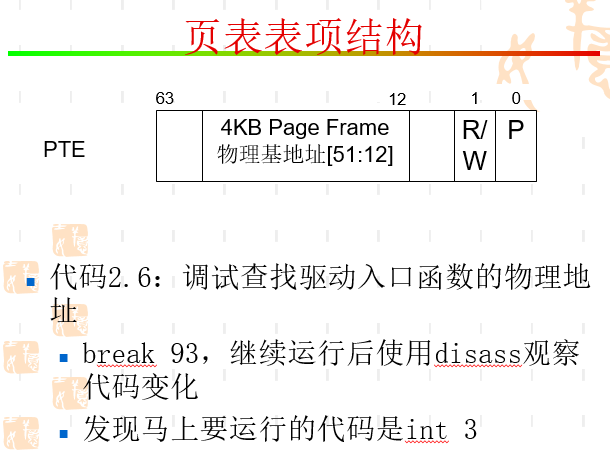 页表表项结构
63 12 1 0
PTE
4KB Page Frame
物理基地址[51:12]
R/
W
P
代码2.6: 调试查找驱动入口函数的物理地
址
break 93，继续运行后使用disass观察
代码变化
发现马上要运行的代码是int 3